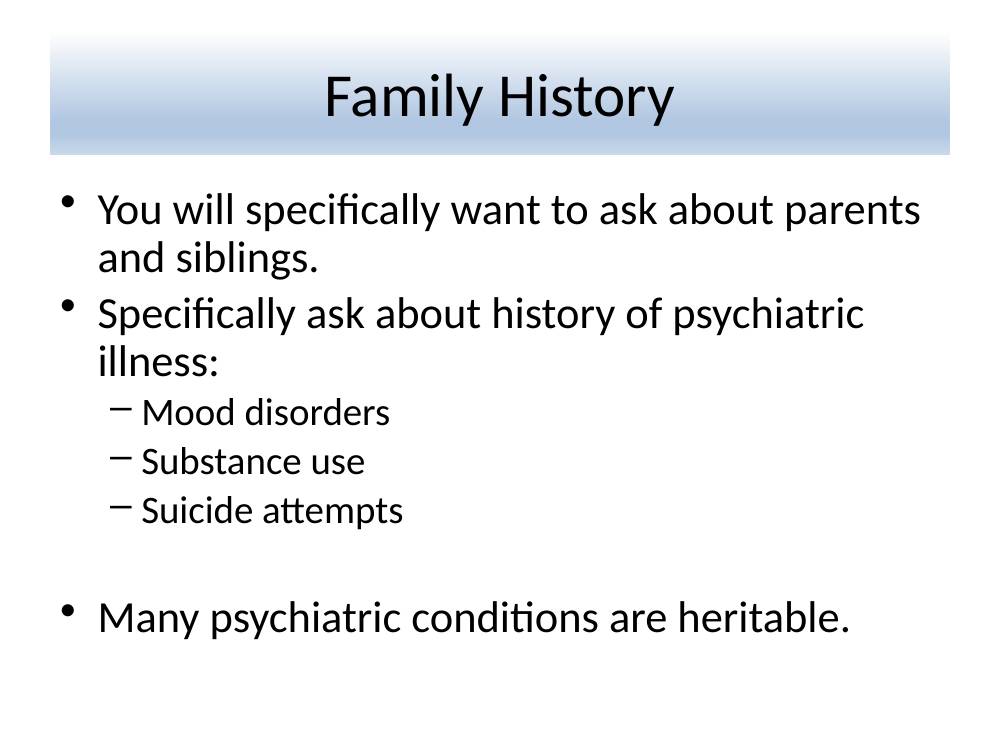 Family History
• You will specifically want to ask about parents
and siblings.
• Specifically ask about history of psychiatric
illness:
– Mood disorders
– Substance use
– Suicide attempts
• Many psychiatric conditions are heritable.